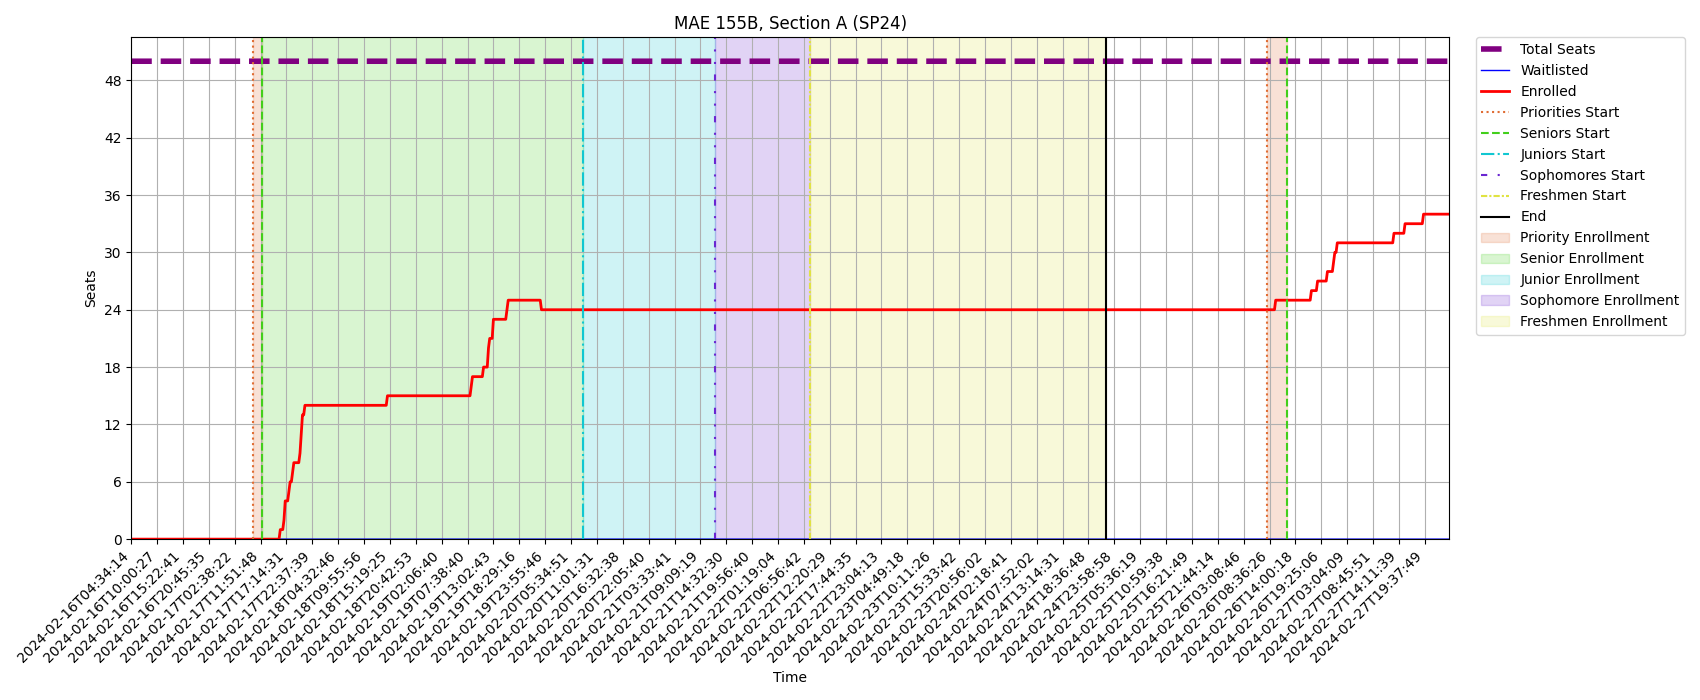 MAE 155B, Section A (SP24)
Seats
48
42
36
30
24
18
12
6
0
2024-02-16T04:34:14
2024-02-16T10:00:27
2024-02-16T15:22:41
2024-02-16T20:45:35
2024-02-17T02:38:22
2024-02-17T11:51:48
2024-02-17T17:14:31
2024-02-17T22:37:39
2024-02-18T04:32:46
2024-02-18T09:55:56
2024-02-18T15:19:25
2024-02-18T20:42:53
2024-02-19T02:06:40
2024-02-19T07:38:40
2024-02-19T13:02:43
2024-02-19T18:29:16
2024-02-19T23:55:46
2024-02-20T05:34:51
2024-02-20T11:01:31
2024-02-20T16:32:38
2024-02-20T22:05:40
2024-02-21T03:33:41
2024-02-21T09:09:19
2024-02-21T14:32:30
2024-02-21T19:56:40
2024-02-22T01:19:04
2024-02-22T06:56:42
2024-02-22T12:20:29
2024-02-22T17:44:35
2024-02-22T23:04:13
2024-02-23T04:49:18
2024-02-23T10:11:26
2024-02-23T15:33:42
2024-02-23T20:56:02
2024-02-24T02:18:41
2024-02-24T07:52:02
2024-02-24T13:14:31
2024-02-24T18:36:48
2024-02-24T23:58:58
2024-02-25T05:36:19
2024-02-25T10:59:38
2024-02-25T16:21:49
2024-02-25T21:44:14
2024-02-26T03:08:46
2024-02-26T08:36:26
2024-02-26T14:00:18
2024-02-26T19:25:06
2024-02-27T03:04:09
2024-02-27T08:45:51
2024-02-27T14:11:39
2024-02-27T19:37:49
Time
Total Seats
Waitlisted
Enrolled
Priorities Start
Seniors Start
Juniors Start
Sophomores Start
Freshmen Start
End
Priority Enrollment
Senior Enrollment
Junior Enrollment
Sophomore Enrollment
Freshmen Enrollment